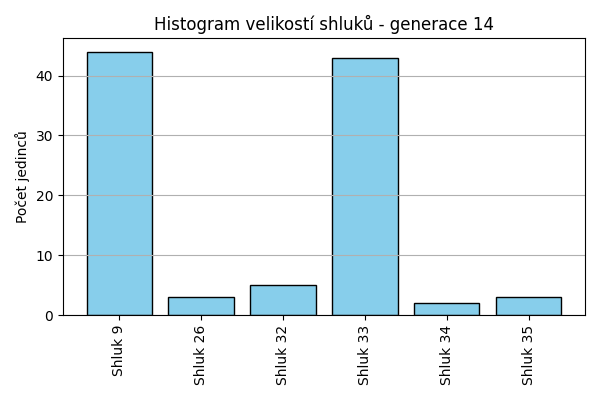 Histogram velikostí shluků - generace 14
Počet jedinců
40
30
20
10
0
Shluk 9
Shluk 26
Shluk 32
Shluk 33
Shluk 34
Shluk 35